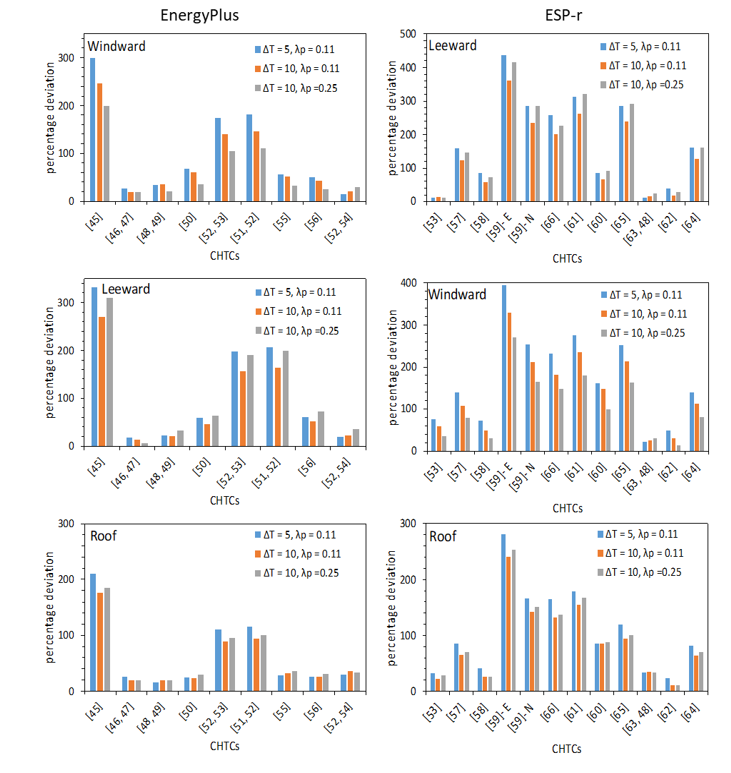 EnergyPlus
ESP-r
Windward
ΔT = 5, λp = 0.11
ΔT = 10, λp = 0.11
ΔT = 10, λp =0.25
percentage deviation
300
200
100
0
[45]
[46, 47]
[48, 49]
[50]
[52, 53]
[51, 52]
[55]
[56]
[52, 54]
CHTCs
Leeward
ΔT = 5, λp = 0.11
ΔT = 10, λp = 0.11
ΔT = 10, λp =0.25
percentage deviation
500
400
300
200
100
0
[53]
[57]
[58]
[59]- E
[59]- N
[66]
[61]
[60]
[65]
[63, 48]
[62]
[64]
CHTCs
Leeward
ΔT = 5, λp = 0.11
ΔT = 10, λp = 0.11
ΔT = 10, λp =0.25
percentage deviation
300
200
100
0
[45]
[46, 47]
[48, 49]
[50]
[52, 53]
[51, 52]
[56]
[52, 54]
CHTCs
Windward
ΔT = 5, λp = 0.11
ΔT = 10, λp = 0.11
ΔT = 10, λp =0.25
percentage deviation
400
300
200
100
0
[53]
[57]
[58]
[59]- E
[59]- N
[66]
[61]
[60]
[65]
[63, 48]
[62]
[64]
CHTCs
Roof
ΔT = 5, λp = 0.11
ΔT = 10, λp = 0.11
ΔT = 10, λp =0.25
percentage deviation
300
200
100
0
[45]
[46, 47]
[48, 49]
[50]
[52, 53]
[51, 52]
[55]
[56]
[52, 54]
CHTCs
Roof
ΔT = 5, λp = 0.11
ΔT = 10, λp = 0.11
ΔT = 10, λp =0.25
percentage deviation
300
200
100
0
[53]
[57]
[58]
[59]- E
[59]- N
[66]
[61]
[60]
[65]
[63, 48]
[62]
[64]
CHTCs